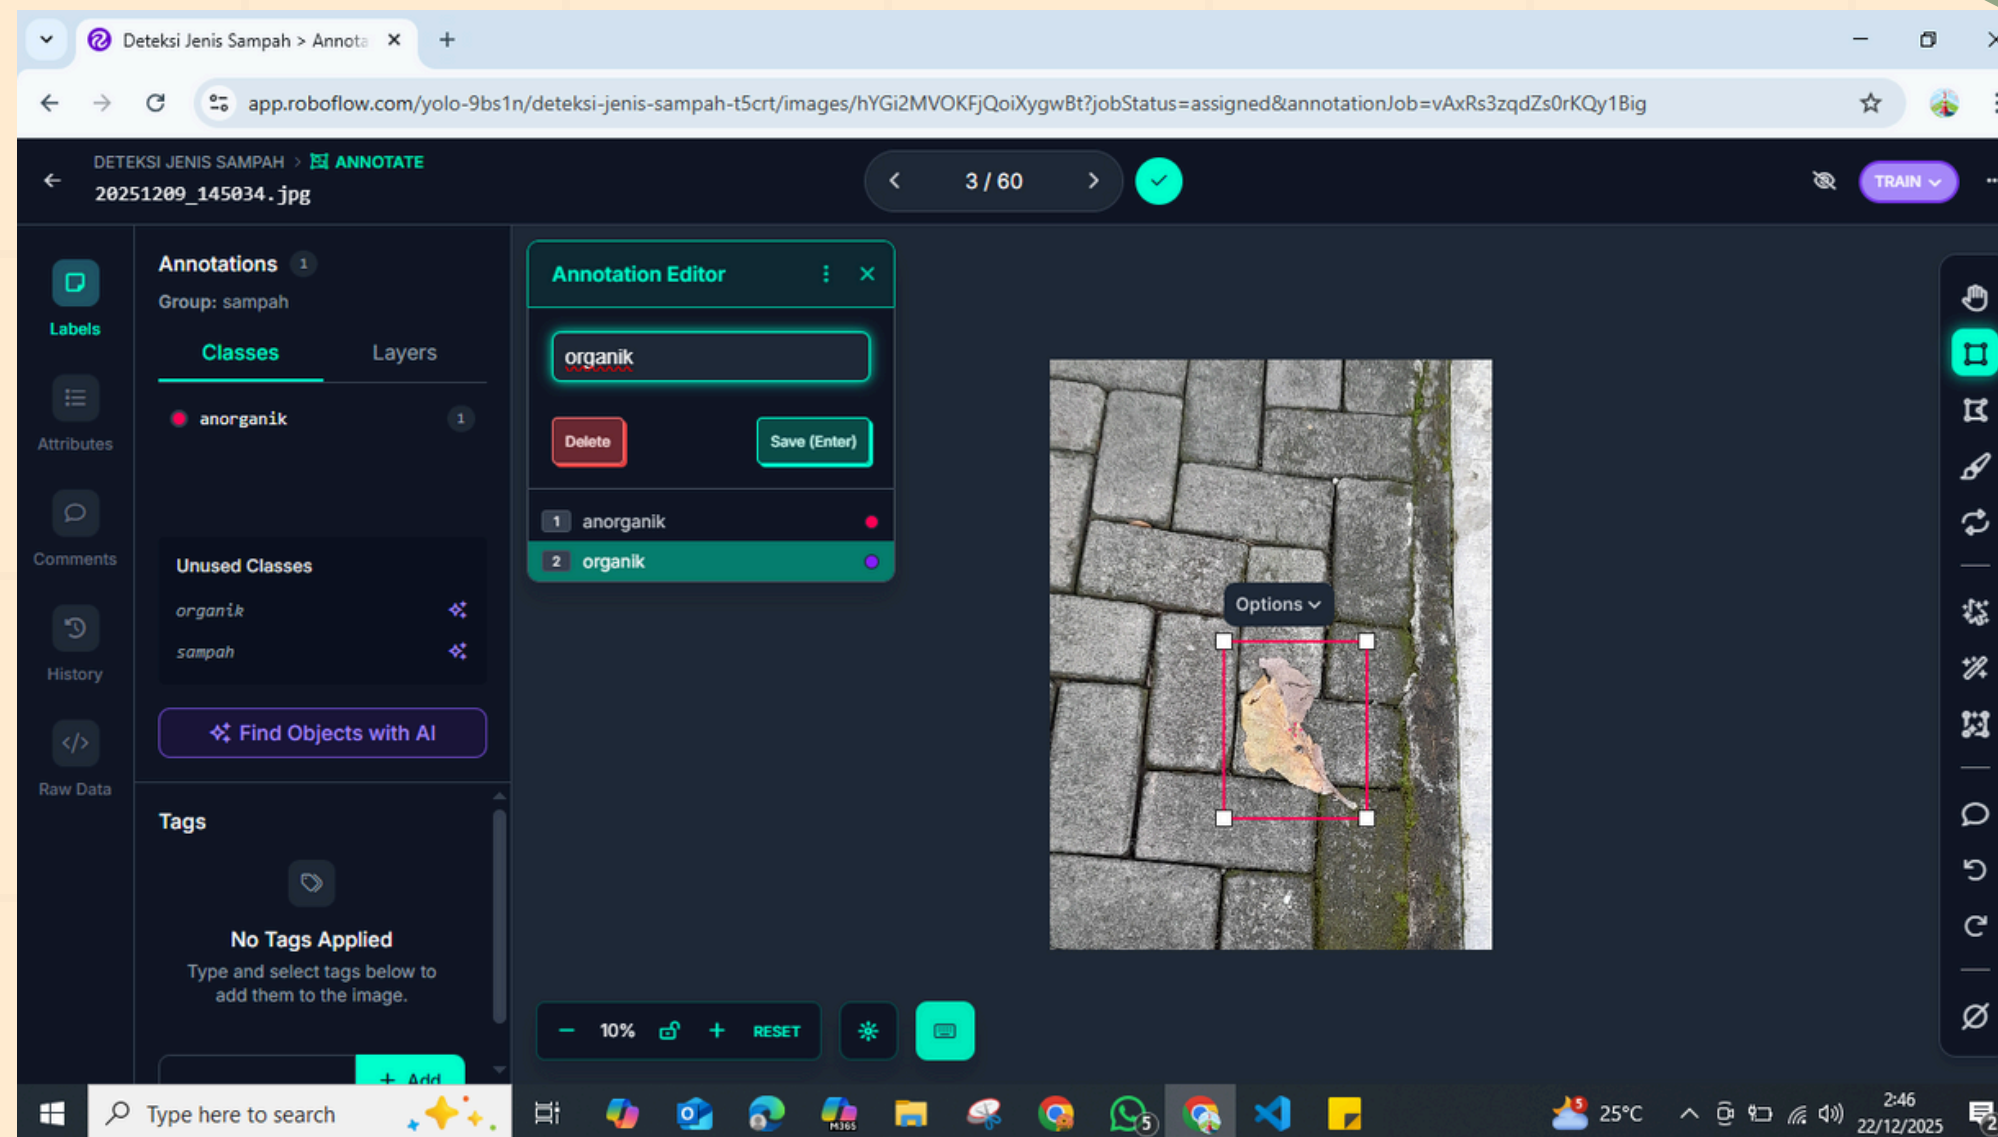 Deteksi Jenis Sampah > Annota
app.roboflow.com/yolo-9bs1n/deteksi-jenis-sampah-t5crt/images/hYGi2MVOKFjQoiXygwBt?jobStatus=assigned&annotationJob=vAxRs3zqdZs0rKQy1Big
DETEKSI JENIS SAMPAH > ANNOTATE
20251209_145034.jpg
3 / 60
TRAIN
Labels
Attributes
Comments
History
Raw Data
Annotations 1
Group: sampah
Classes Layers
anorganik 1
Unused Classes
organik
sampah
Find Objects with AI
Tags
No Tags Applied
Type and select tags below to
add them to the image.
+ Add
Annotation Editor
organik
Delete Save (Enter)
1 anorganik
2 organik
Options
10% RESET
Type here to search
M365
5
5
25°C
2:46
22/12/2025
2